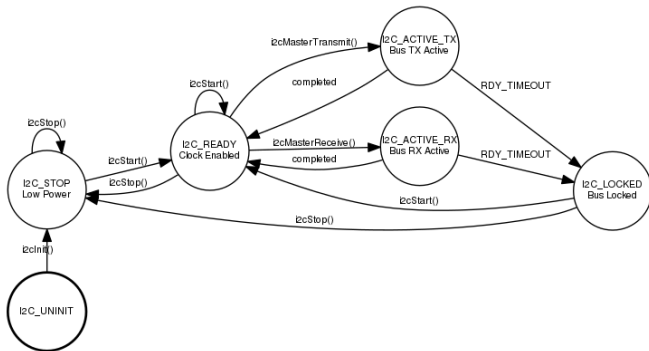 I2C_ACTIVE_TX
Bus TX Active
i2cMasterTransmit()
completed
RDY_TIMEOUT
i2cStart()
I2C_READY
Clock Enabled
i2cMasterReceive()
completed
I2C_ACTIVE_RX
Bus RX Active
RDY_TIMEOUT
i2cStop()
i2cStart()
i2cStop()
I2C_STOP
Low Power
I2C_LOCKED
Bus Locked
i2cStart()
i2cStop()
i2cInit()
I2C_UNINIT